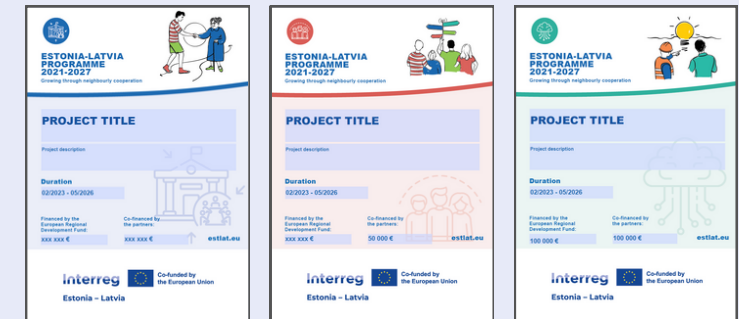 ESTONIA-LATVIA
PROGRAMME
2021-2027
Growing through neighbourly cooperation
PROJECT TITLE
Project description
Duration
02/2023 - 05/2026
Financed by the
European Regional
Development Fund:
xxx xxx €
Co-financed by
the partners:
xxx xxx €
estlat.eu
Interreg
Co-funded by
the European Union
Estonia – Latvia
ESTONIA-LATVIA
PROGRAMME
2021-2027
Growing through neighbourly cooperation
PROJECT TITLE
Project description
Duration
02/2023 - 05/2026
Financed by the
European Regional
Development Fund:
xxx xxx €
Co-financed by
the partners:
50 000 €
estlat.eu
Interreg
Co-funded by
the European Union
Estonia – Latvia
ESTONIA-LATVIA
PROGRAMME
2021-2027
Growing through neighbourly cooperation
PROJECT TITLE
Project description
Duration
02/2023 - 05/2026
Financed by the
European Regional
Development Fund:
100 000 €
Co-financed by
the partners:
100 000 €
estlat.eu
Interreg
Co-funded by
the European Union
Estonia – Latvia